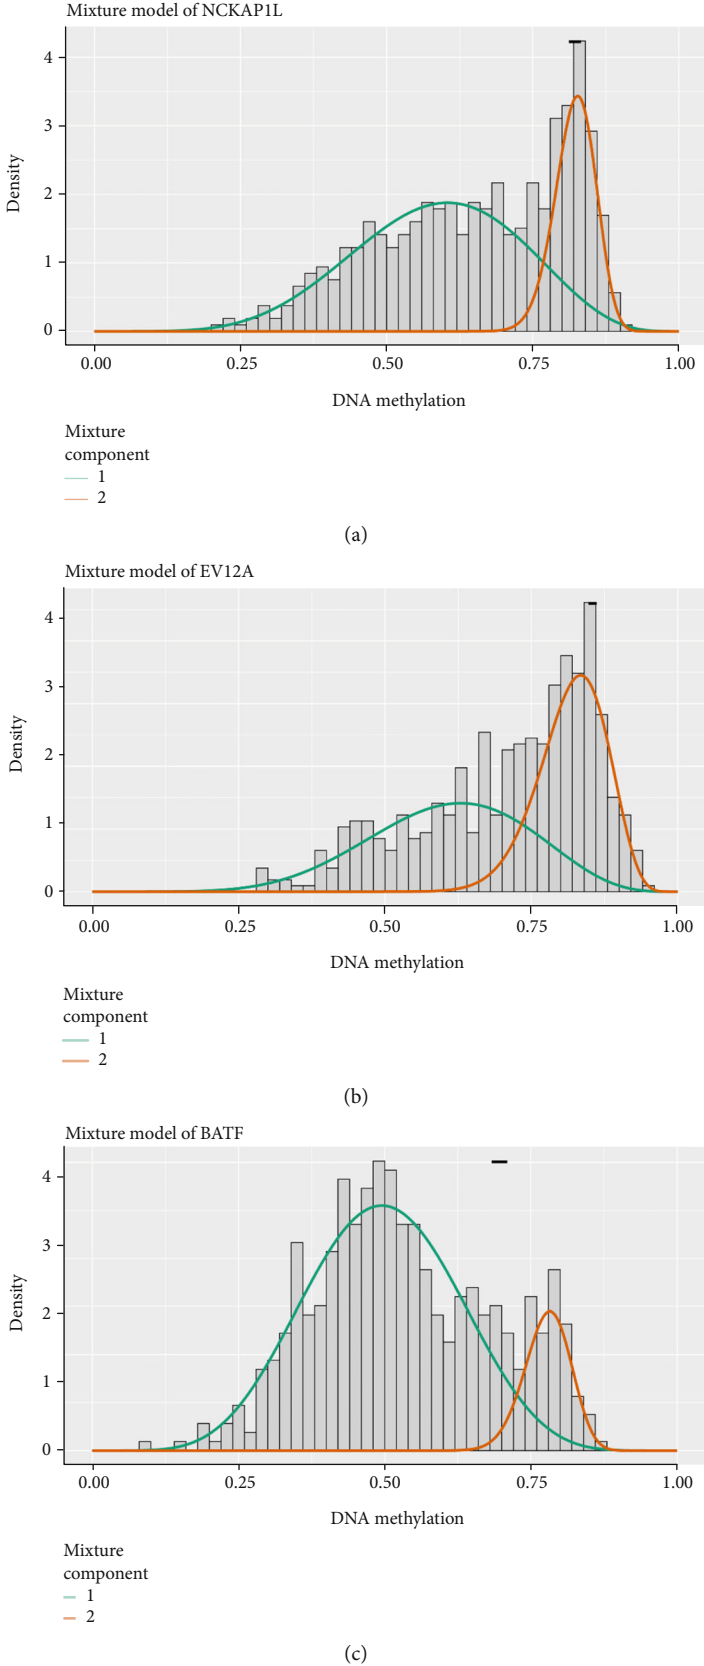 Mixture model of NCKAP1L
4
3
2
1
0
Density
0.00 0.25 0.50 0.75 1.00
DNA methylation
Mixture
component
1
2
(a)
Mixture model of EV12A
4
3
2
1
0
Density
0.00 0.25 0.50 0.75 1.00
DNA methylation
Mixture
component
1
2
(b)
Mixture model of BATF
4
3
2
1
0
Density
0.00 0.25 0.50 0.75 1.00
DNA methylation
Mixture
component
1
2
(c)